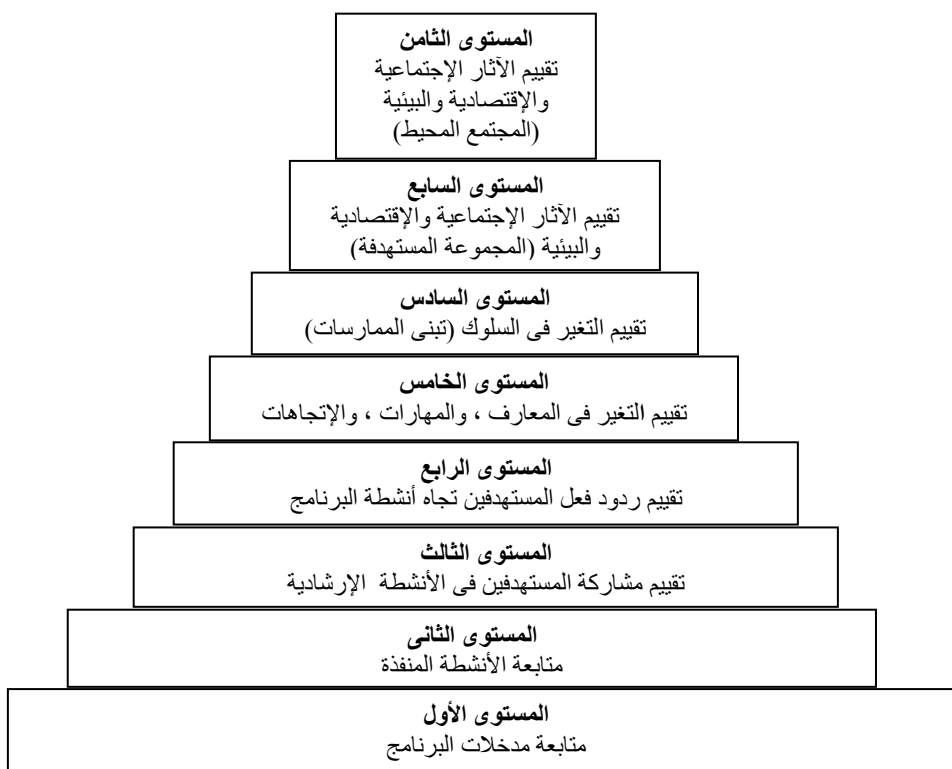 المستوى الثامن
تقييم الآثار الإجتماعية
والإقتصادية والبيئية
(المجتمع المحيط)
المستوى السابع
تقييم الآثار الإجتماعية والإقتصادية
والبيئية (المجموعة المستهدفة)
المستوى السادس
تقييم التغير فى السلوك (تبنى الممارسات)
المستوى الخامس
تقييم التغير فى المعارف ، والمهارات ، والإتجاهات
المستوى الرابع
تقييم ردود فعل المستهدفين تجاه أنشطة البرنامج
المستوى الثالث
تقييم مشاركة المستهدفين فى الأنشطة الإرشادية
المستوى الثانى
متابعة الأنشطة المنفذة
المستوى الأول
متابعة مدخلات البرنامج